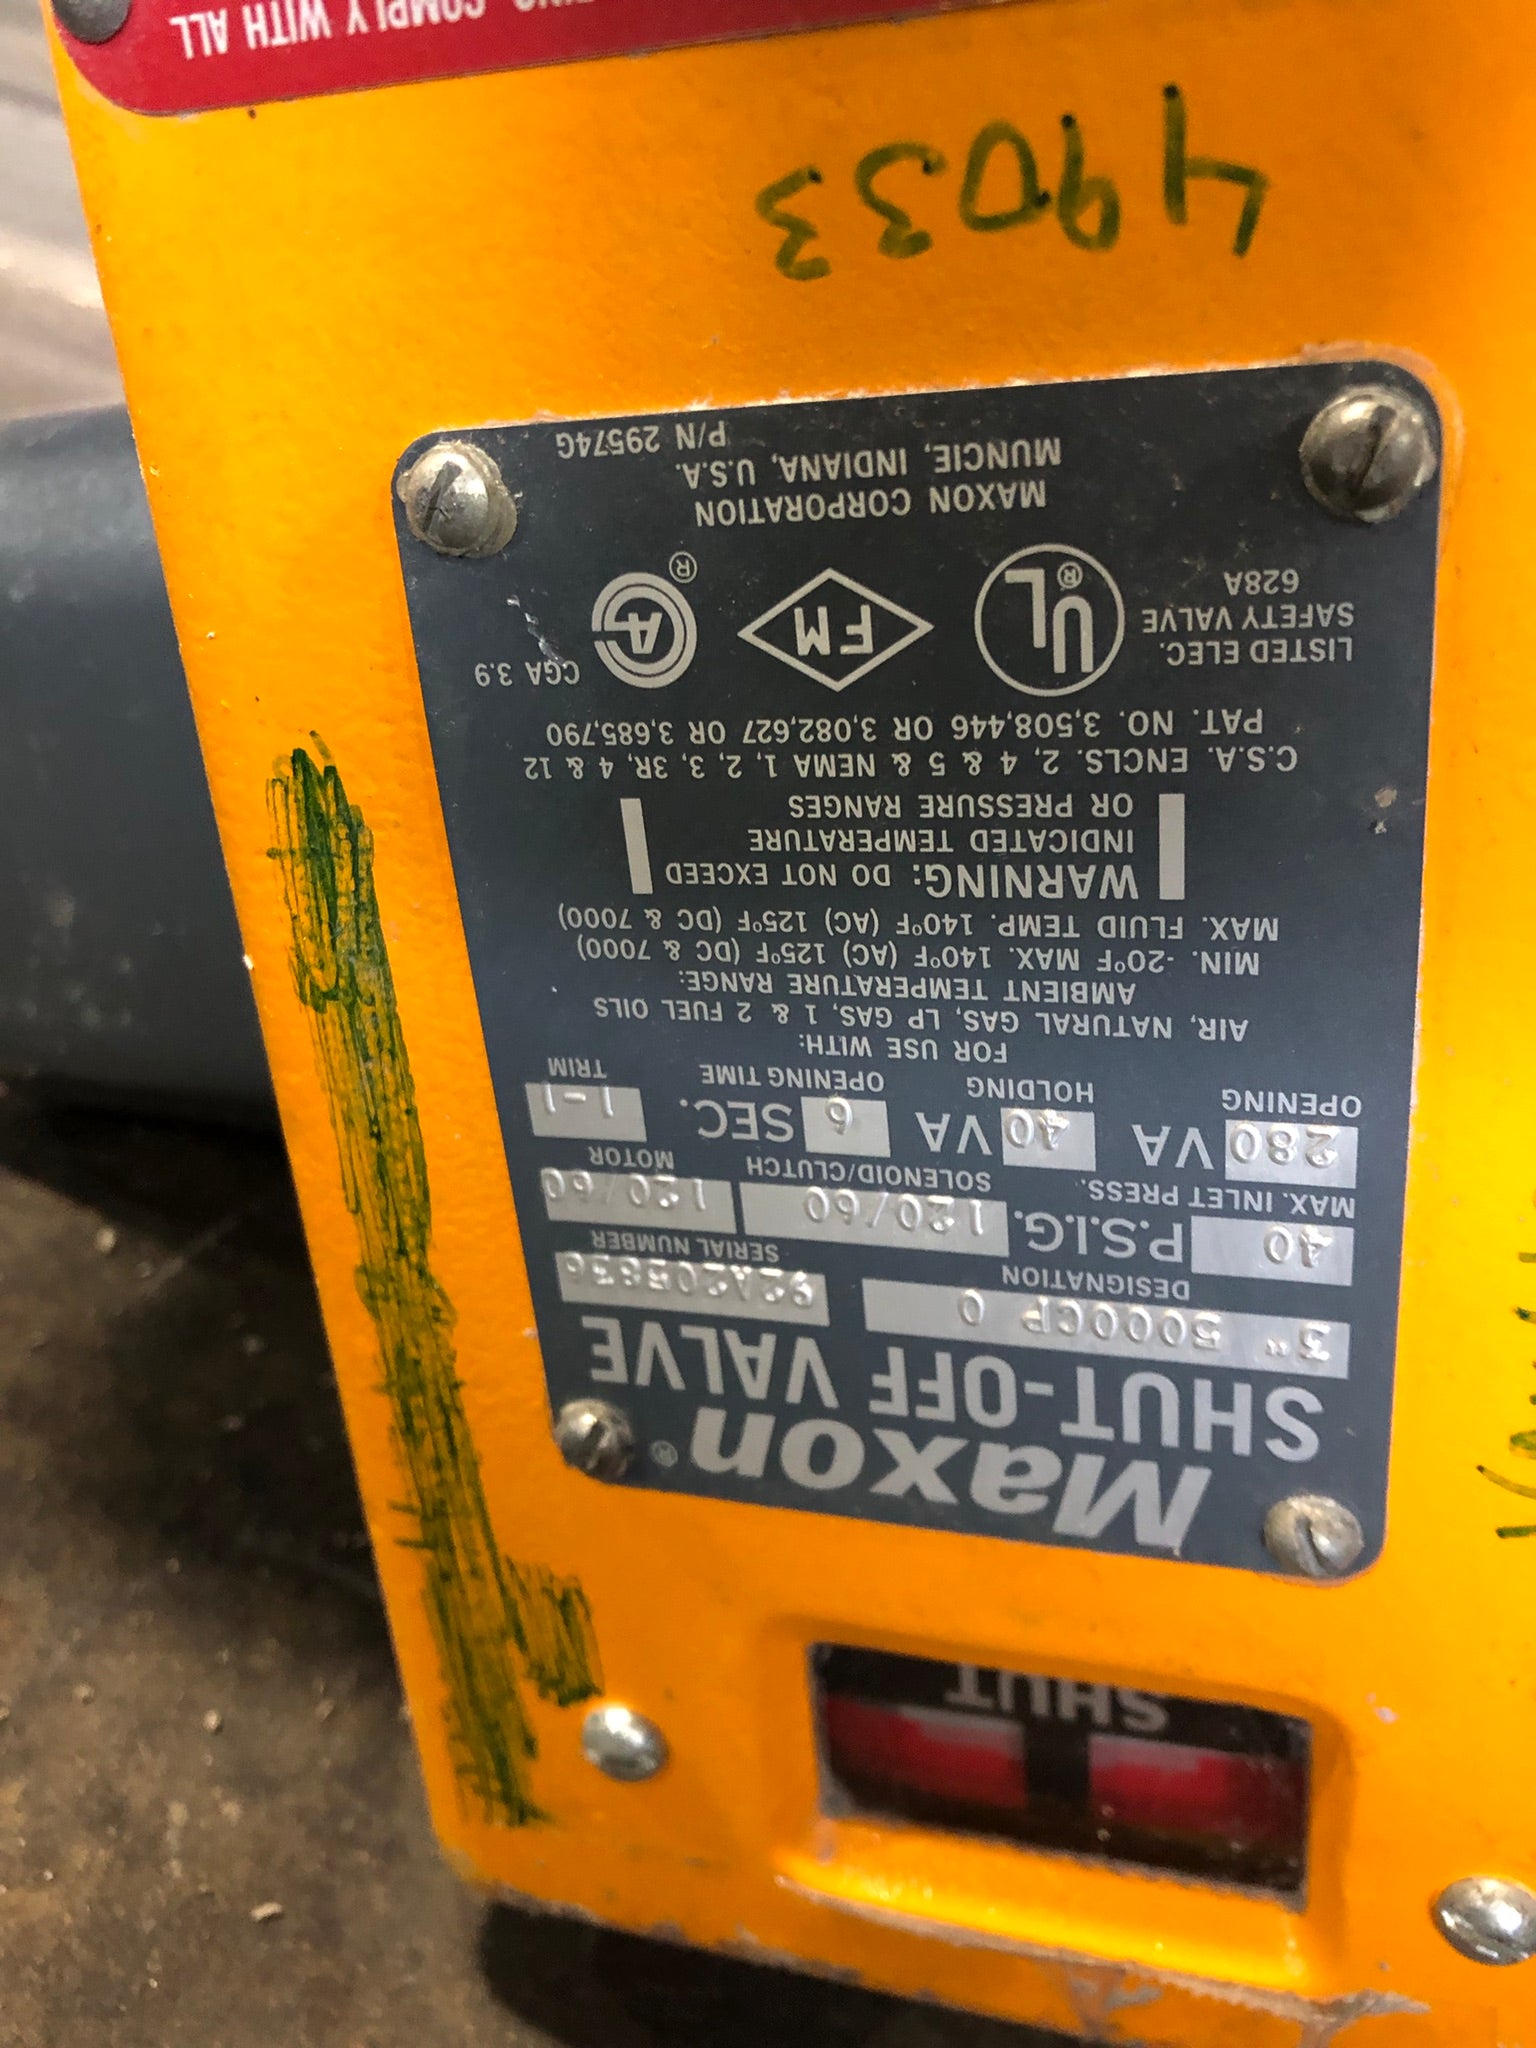 Maxon®
SHUT-OFF VALVE
3" 5000CP O 92A205836
DESIGNATION SERIAL NUMBER
40 P.S.I.G. 120/60 120/60
MAX. INLET PRESS. SOLENOID/CLUTCH MOTOR
280 VA 40 VA 6 SEC. 1-1
OPENING HOLDING OPENING TIME TRIM
FOR USE WITH:
AIR, NATURAL GAS, LP GAS, 1 & 2 FUEL OILS
AMBIENT TEMPERATURE RANGE:
MIN. -20°F MAX. 140°F (AC) 125°F (DC & 7000)
MAX. FLUID TEMP. 140°F (AC) 125°F (DC & 7000)
WARNING: DO NOT EXCEED
INDICATED TEMPERATURE
OR PRESSURE RANGES
C.S.A. ENCLS. 2, 4 & 5 & NEMA 1, 2, 3, 3R, 4 & 12
PAT. NO. 3,508,446 OR 3,082,627 OR 3,685,790
LISTED ELEC.
SAFETY VALVE
628A
UL®
FM
CGA 3.9
®
MAXON CORPORATION
MUNCIE, INDIANA, U.S.A.
P/N 29574G
49033
COMPLY WITH ALL
SHUT